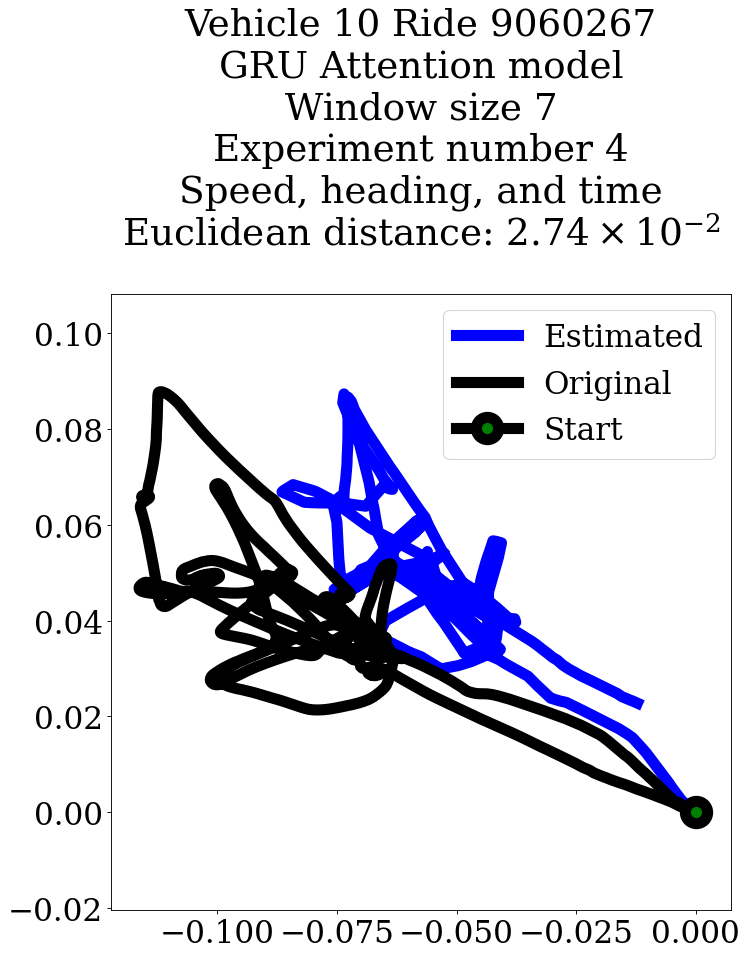 Vehicle 10 Ride 9060267
GRU Attention model
Window size 7
Experiment number 4
Speed, heading, and time
Euclidean distance: 2.74 × 10⁻²
Estimated
Original
Start
0.10
0.08
0.06
0.04
0.02
0.00
−0.02
−0.100 −0.075 −0.050 −0.025 0.000